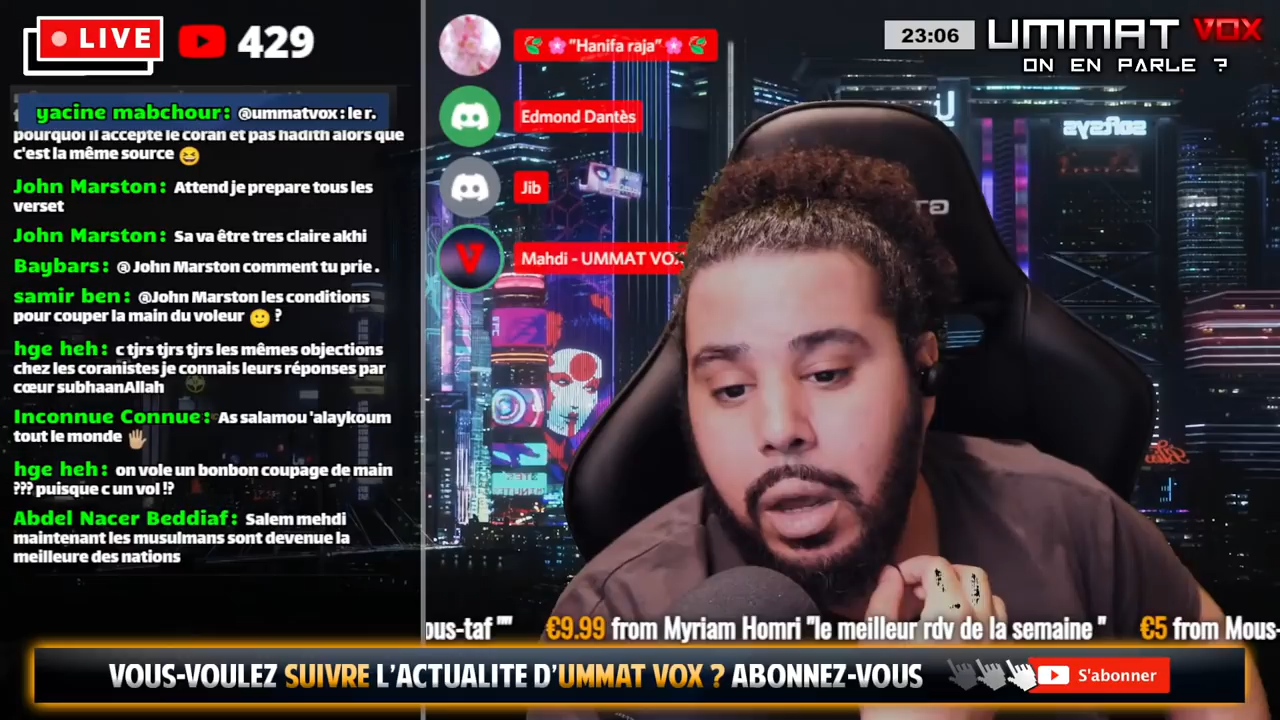 LIVE
429
yacine mabchour: @ummatvox : le r.
pourquoi il accepte le coran et pas hadith alors que
c'est la même source 😆
John Marston: Attend je prepare tous les
verset
John Marston: Sa va être tres claire akhi
Baybars: @ John Marston comment tu prie .
samir ben: @John Marston les conditions
pour couper la main du voleur 🙂 ?
hge heh: c tjrs tjrs tjrs les mêmes objections
chez les coranistes je connais leurs réponses par
cœur subhaanAllah
Inconnue Connue: As salamou 'alaykoum
tout le monde 🖐🏼
hge heh: on vole un bonbon coupage de main
??? puisque c un vol !?
Abdel Nacer Beddiaf: Salem mehdi
maintenant les musulmans sont devenue la
meilleure des nations
🌹 🌸 "Hanifa raja" 🌸 🌹
Edmond Dantès
Jib
Mahdi - UMMAT VO
23:06
UMMAT VOX
ON EN PARLE ?
ous-taf ""
€9.99 from Myriam Homri "le meilleur rdv de la semaine "
€5 from Mous-
VOUS-VOULEZ SUIVRE L'ACTUALITE D'UMMAT VOX ? ABONNEZ-VOUS
S'abonner